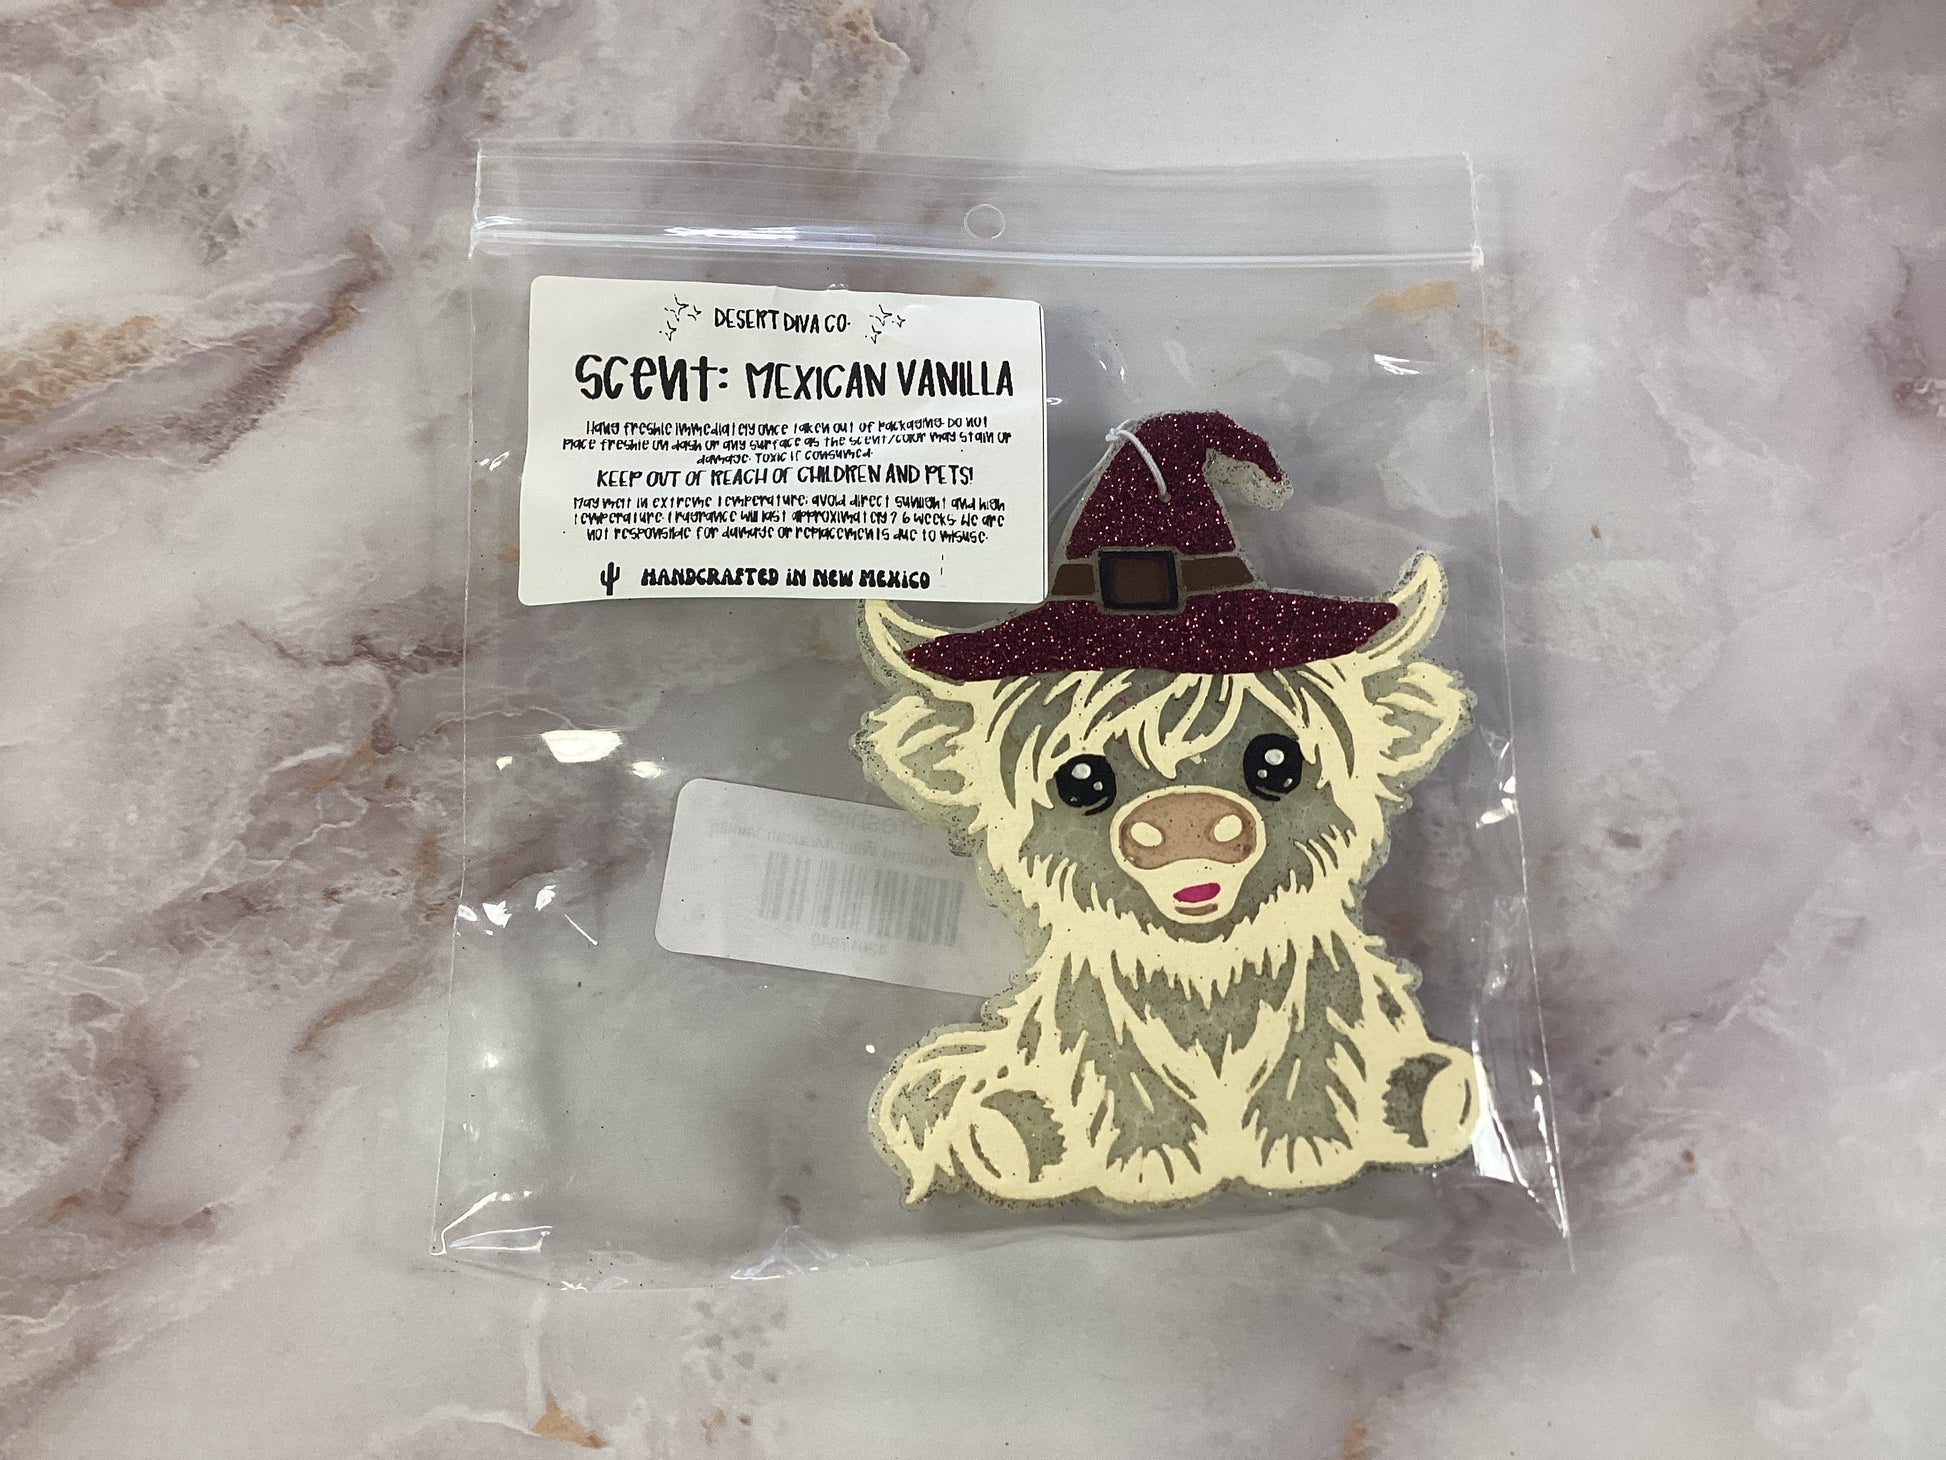 DESERT DIVA CO.
Scent: MEXICAN VANILLA
Hang freshie immediately once taken out of packaging. Do not
place freshie on dash or any surface as the scent/color may stain or
damage. Toxic if consumed.
KEEP OUT OF REACH OF CHILDREN AND PETS!
May melt in extreme temperature; avoid direct sunlight and high
temperature. Fragrance will last approximately 2-6 weeks. We are
not responsible for damage or replacements due to misuse.
HANDCRAFTED IN NEW MEXICO
Freshies